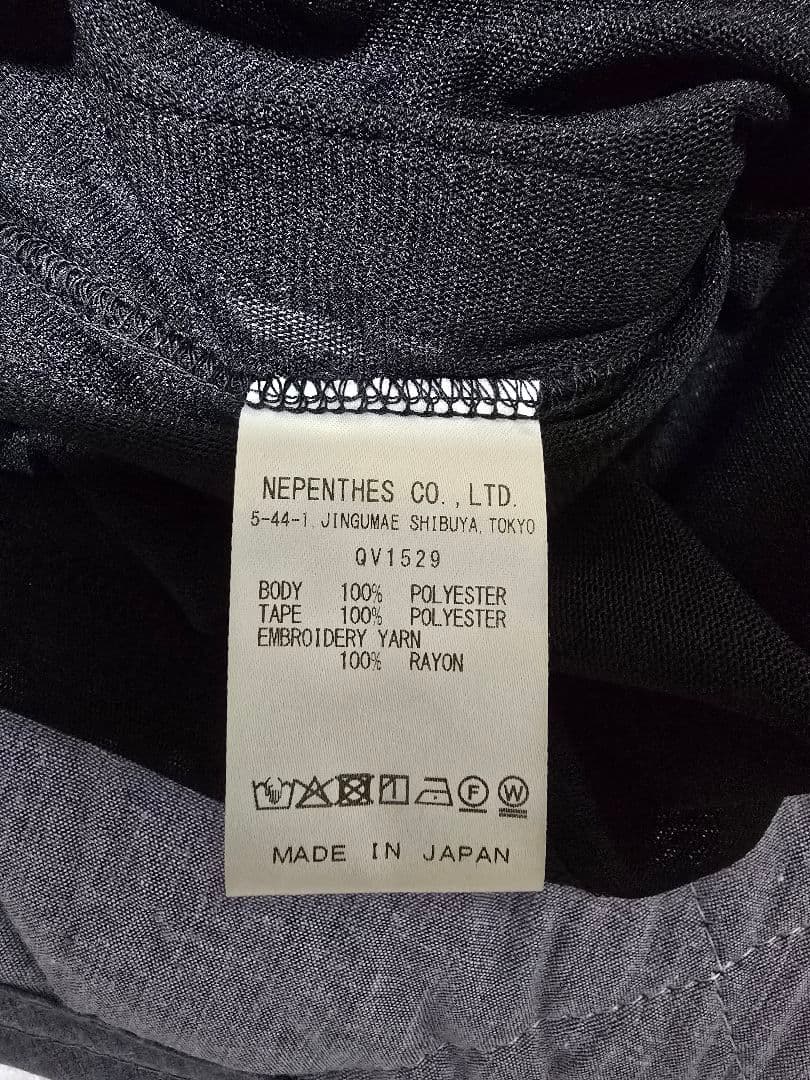 NEPENTHES CO.,LTD.
5-44-1, JINGUMAE SHIBUYA, TOKYO
QV1529
BODY 100% POLYESTER
TAPE 100% POLYESTER
EMBROIDERY YARN
100% RAYON
F W
MADE IN JAPAN